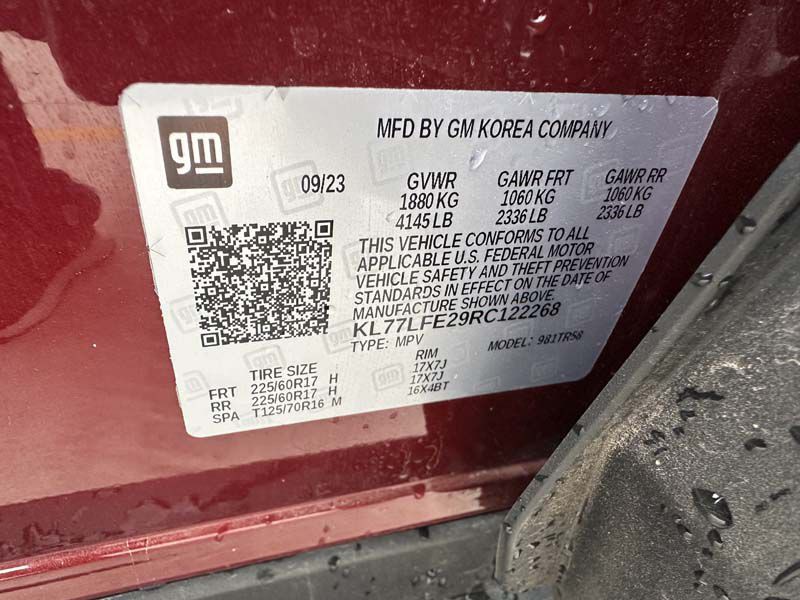 gm
MFD BY GM KOREA COMPANY
09/23
GVWR GAWR FRT GAWR RR
1880 KG 1060 KG 1060 KG
4145 LB 2336 LB 2336 LB
THIS VEHICLE CONFORMS TO ALL
APPLICABLE U.S. FEDERAL MOTOR
VEHICLE SAFETY AND THEFT PREVENTION
STANDARDS IN EFFECT ON THE DATE OF
MANUFACTURE SHOWN ABOVE.
KL77LFE29RC122268
TYPE: MPV MODEL: 981TR58
TIRE SIZE RIM
FRT 225/60R17 H 17X7J
RR 225/60R17 H 17X7J
SPA T125/70R16 M 16X4BT